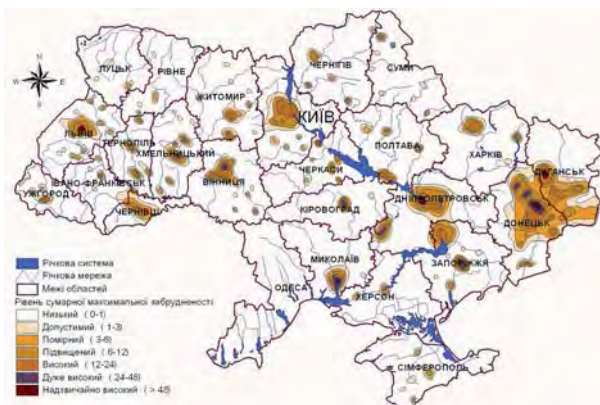 ЛУЦЬК
РІВНЕ
ЖИТОМИР
ЧЕРНІГІВ
СУМИ
КИЇВ
ЛЬВІВ
ТЕРНОПІЛЬ
ХМЕЛЬНИЦЬКИЙ
ВІННИЦЯ
ЧЕРКАСИ
ПОЛТАВА
ХАРКІВ
ЛУГАНСЬК
УЖГОРОД
ІВАНО-ФРАНКІВСЬК
ЧЕРНІВЦІ
КІРОВОГРАД
ДНІПРОПЕТРОВСЬК
ДОНЕЦЬК
МИКОЛАЇВ
ЗАПОРІЖЖЯ
ОДЕСА
ХЕРСОН
СІМФЕРОПОЛЬ
N
W
E
S
Річкова система
Річкова мережа
Межі областей
Рівень сумарної максимальної забрудненості
Низький ( 0-1)
Допустимий ( 1-3)
Помірний ( 3-6)
Підвищений ( 6-12)
Високий ( 12-24)
Дуже високий ( 24-48)
Надзвичайно високий ( > 48)